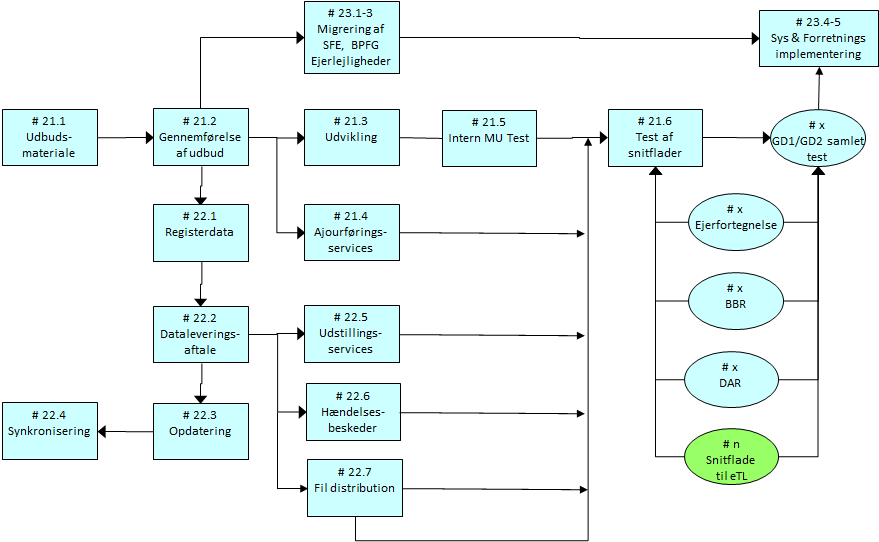 # 23.1-3
Migrering af
SFE, BPFG
Ejerlejligheder
# 23.4-5
Sys & Forretnings
implementering
# 21.1
Udbuds-
materiale
# 21.2
Gennemførelse
af udbud
# 21.3
Udvikling
# 21.5
Intern MU Test
# 21.6
Test af
snitflader
# x
GD1/GD2 samlet
test
# 22.1
Registerdata
# 21.4
Ajourførings-
services
# x
Ejerfortegnelse
# 22.2
Dataleverings-
aftale
# 22.5
Udstillings-
services
# x
BBR
# 22.4
Synkronisering
# 22.3
Opdatering
# 22.6
Hændelses-
beskeder
# x
DAR
# 22.7
Fil distribution
# n
Snitflade
til eTL